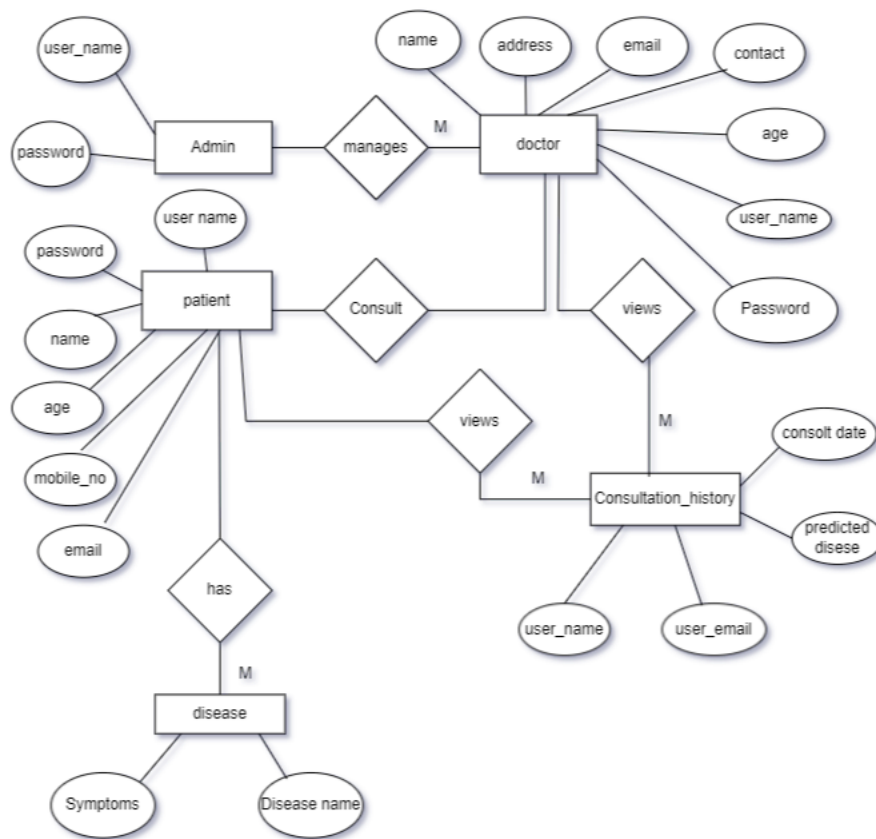 user_name
name
address
email
contact
password
Admin
manages
M
doctor
age
user_name
Password
user name
password
patient
name
age
mobile_no
email
Consult
views
views
M
M
consolt date
Consultation_history
predicted
disese
user_name
user_email
has
M
disease
Symptoms
Disease name